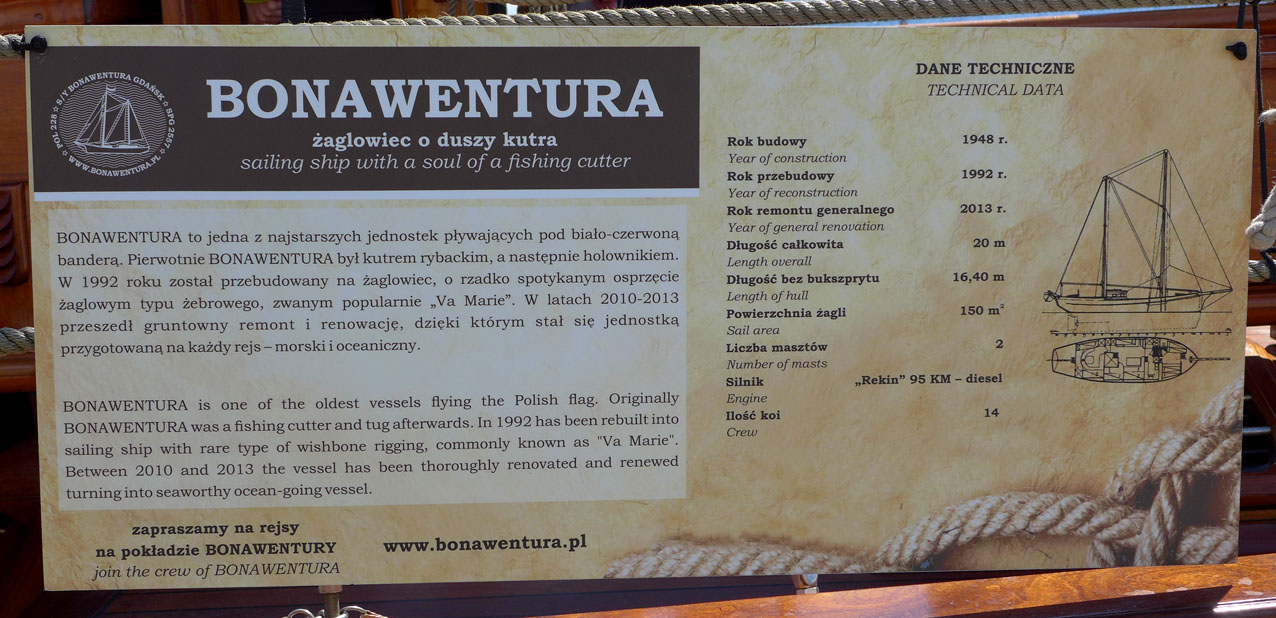 ★ S/Y BONAWENTURA GDAŃSK ★ SPG 2557 ★ WWW.BONAWENTURA.PL ★ POL 228
BONAWENTURA
żaglowiec o duszy kutra
sailing ship with a soul of a fishing cutter
BONAWENTURA to jedna z najstarszych jednostek pływających pod biało-czerwoną
banderą. Pierwotnie BONAWENTURA był kutrem rybackim, a następnie holownikiem.
W 1992 roku został przebudowany na żaglowiec, o rzadko spotykanym osprzęcie
żaglowym typu żebrowego, zwanym popularnie „Va Marie”. W latach 2010-2013
przeszedł gruntowny remont i renowację, dzięki którym stał się jednostką
przygotowaną na każdy rejs – morski i oceaniczny.
BONAWENTURA is one of the oldest vessels flying the Polish flag. Originally
BONAWENTURA was a fishing cutter and tug afterwards. In 1992 has been rebuilt into
sailing ship with rare type of wishbone rigging, commonly known as "Va Marie".
Between 2010 and 2013 the vessel has been thoroughly renovated and renewed
turning into seaworthy ocean-going vessel.
zapraszamy na rejsy
na pokładzie BONAWENTURY
join the crew of BONAWENTURA
www.bonawentura.pl
DANE TECHNICZNE
TECHNICAL DATA
Rok budowy 1948 r.
Year of construction
Rok przebudowy 1992 r.
Year of reconstruction
Rok remontu generalnego 2013 r.
Year of general renovation
Długość całkowita 20 m
Length overall
Długość bez bukszprytu 16,40 m
Length of hull
Powierzchnia żagli 150 m²
Sail area
Liczba masztów 2
Number of masts
Silnik „Rekin” 95 KM – diesel
Engine
Ilość koi 14
Crew